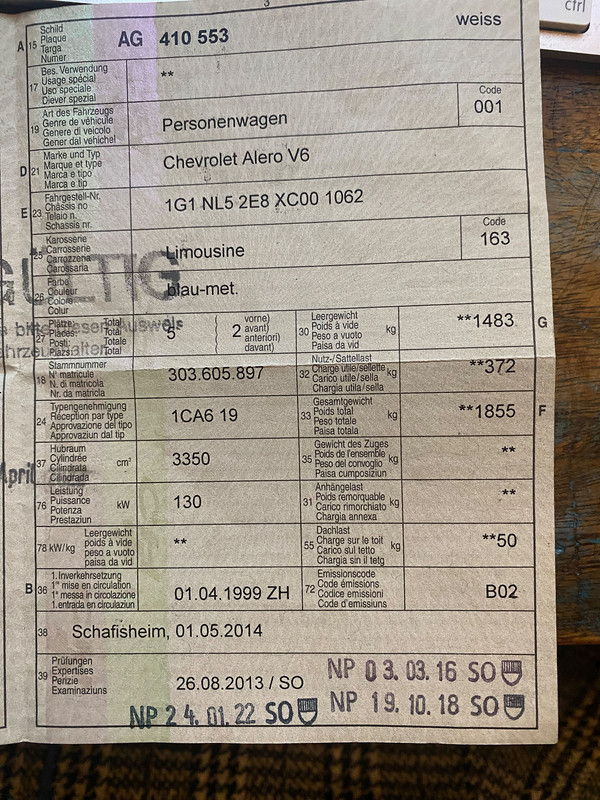 3
ctrl
A 15 Schild Plaque Targa Numer AG 410 553 weiss
17 Bes. Verwendung Usage spécial Uso speciale Diever spezial **
19 Art des Fahrzeugs Genre de véhicule Genere di veicolo Gener dal vehichel Personenwagen Code 001
D 21 Marke und Typ Marque et type Marca e tipo Marca e tip Chevrolet Alero V6
E 23 Fahrgestell-Nr. Châssis no Telaio n. Schassis nr. 1G1 NL5 2E8 XC00 1062
25 Karosserie Carrosserie Carrozzeria Carossaria Limousine Code 163
GÜLTIG
26 Farbe Couleur Colore Colur blau-met.
27 Plätze Places: Posti: Plazs: Total Total Totale Total 5 2 vorne) avant) anteriori) davant)
30 Leergewicht Poids à vide Peso a vuoto Paisa da vid kg **1483 G
18 Stammnummer N° matricule N. di matricola Nr. da matricla 303.605.897
32 Nutz-/Sattellast Charge utile/sellette Carico utile/sella Chargia utila/sella kg **372
24 Typengenehmigung Réception par type Approvazione del tipo Approvaziun dal tip 1CA6 19
33 Gesamtgewicht Poids total Peso totale Paisa totala kg **1855 F
37 Hubraum Cylindrée Cilindrata Cilindrada cm³ 3350
April
35 Gewicht des Zuges Poids de l'ensemble Peso del convoglio Paisa cumposiziun kg **
76 Leistung Puissance Potenza Prestaziun kW 130
31 Anhängelast Poids remorquable Carico rimorchiato Chargia annexa kg **
78 kW/kg Leergewicht poids à vide peso a vuoto paisa da vid **
55 Dachlast Charge sur le toit Carico sul tetto Chargia sin il tetg kg **50
B 36 1. Inverkehrsetzung 1re mise en circulation 1a messa in circolazione 1. entrada en circulaziun 01.04.1999 ZH
72 Emissionscode Code émissions Codice emissioni Code d'emissiuns B02
38 Schafisheim, 01.05.2014
39 Prüfungen Expertises Perizie Examinaziuns 26.08.2013 / SO
NP 03.03.16 SO
NP 19.10.18 SO
NP 24.01.22 SO